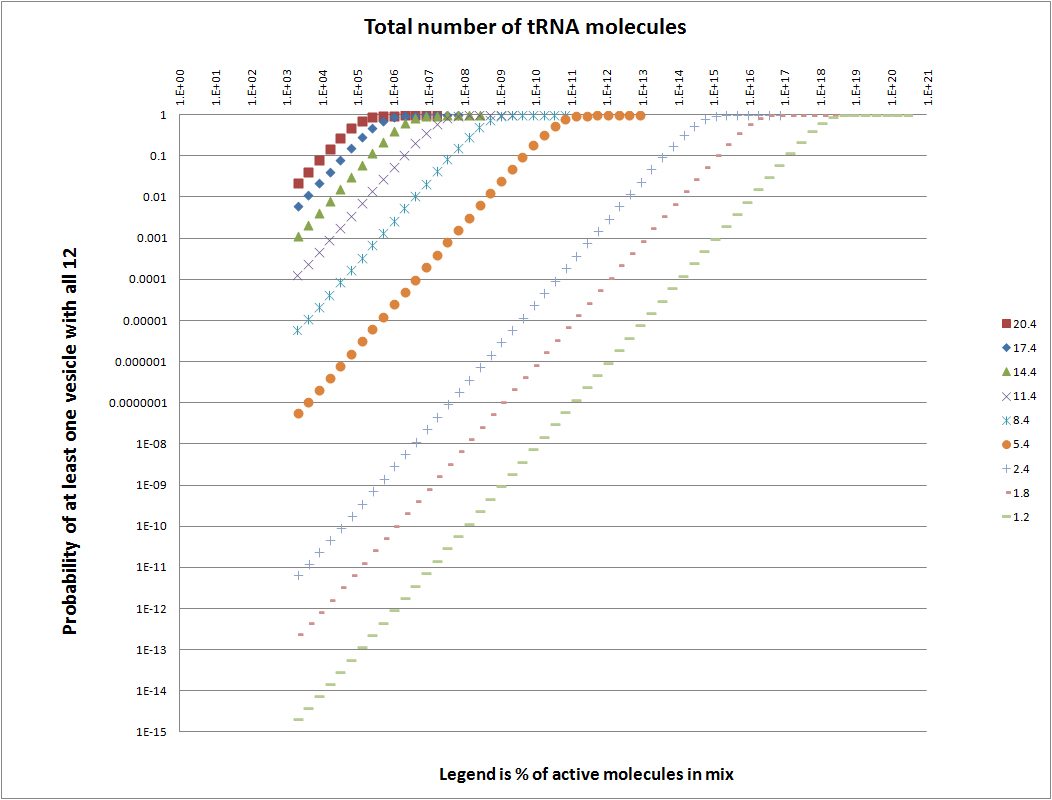 Total number of tRNA molecules
1.E+00
1.E+01
1.E+02
1.E+03
1.E+04
1.E+05
1.E+06
1.E+07
1.E+08
1.E+09
1.E+10
1.E+11
1.E+12
1.E+13
1.E+14
1.E+15
1.E+16
1.E+17
1.E+18
1.E+19
1.E+20
1.E+21
Probability of at least one vesicle with all 12
1
0.1
0.01
0.001
0.0001
0.00001
0.000001
0.0000001
1E-08
1E-09
1E-10
1E-11
1E-12
1E-13
1E-14
1E-15
20.4
17.4
14.4
11.4
8.4
5.4
2.4
1.8
1.2
Legend is % of active molecules in mix